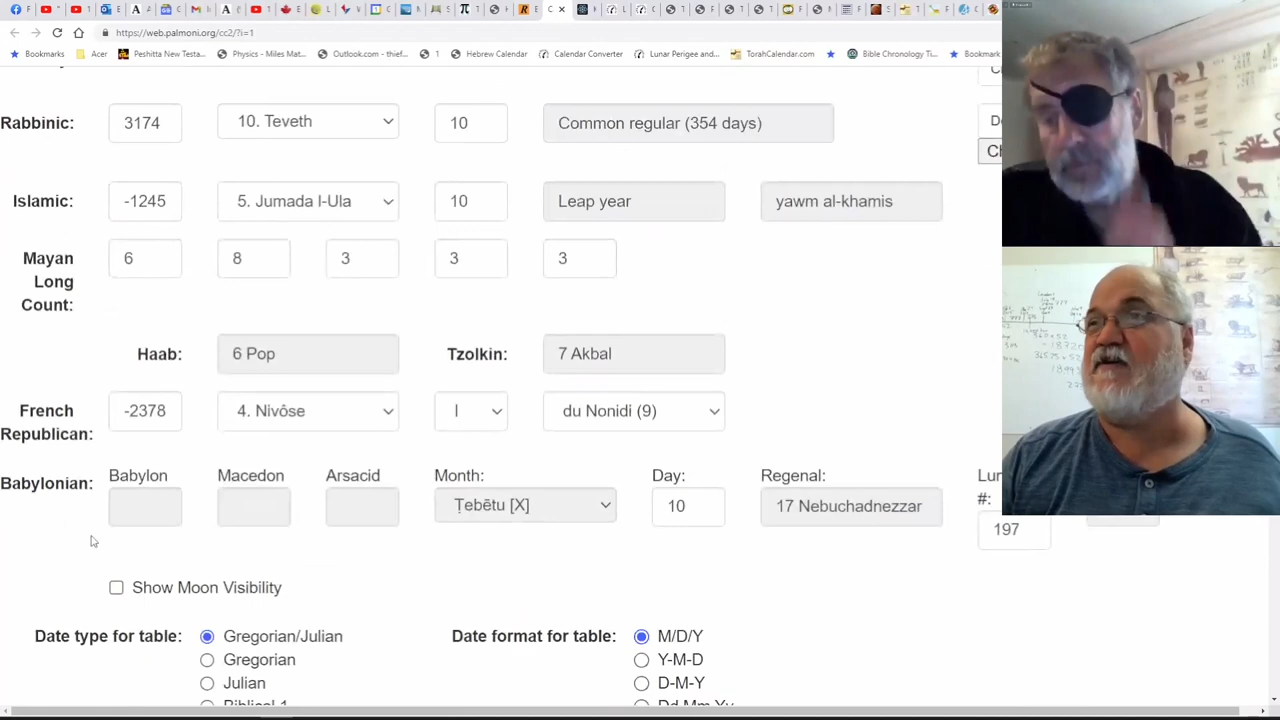 https://web.palmoni.org/cc2/?i=1
Bookmarks Acer Peshitta New Testa... Physics - Miles Mat... Outlook.com - thief... 1 Hebrew Calendar Calendar Converter Lunar Perigee and... TorahCalendar.com Bible Chronology Ti... Bookmark
Rabbinic: 3174 10. Teveth 10 Common regular (354 days)
Islamic: -1245 5. Jumada l-Ula 10 Leap year yawm al-khamis
Mayan Long Count: 6 8 3 3 3
Haab: 6 Pop Tzolkin: 7 Akbal
French Republican: -2378 4. Nivôse I du Nonidi (9)
Babylonian: Babylon Macedon Arsacid Month: Day: Regenal:
Ṭebētu [X] 10 17 Nebuchadnezzar
#:
197
Show Moon Visibility
Date type for table: Gregorian/Julian Date format for table: M/D/Y
Gregorian Y-M-D
Julian D-M-Y